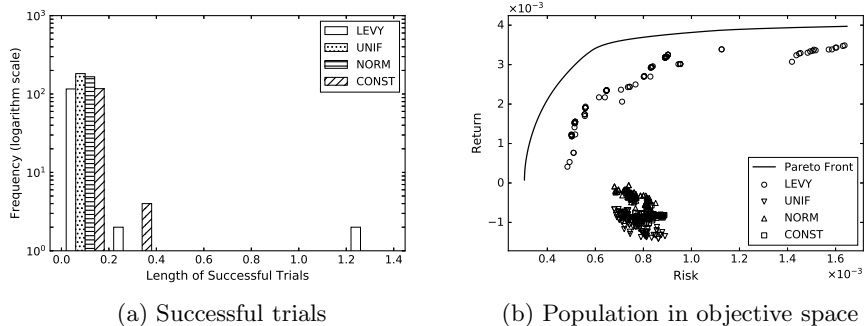 10³
10²
10¹
10⁰
Frequency (logarithm scale)
0.0 0.2 0.4 0.6 0.8 1.0 1.2 1.4
Length of Successful Trials
LEVY
UNIF
NORM
CONST
(a) Successful trials
×10⁻³
4
3
2
1
0
−1
Return
0.4 0.6 0.8 1.0 1.2 1.4 1.6
×10⁻³
Risk
Pareto Front
LEVY
UNIF
NORM
CONST
(b) Population in objective space